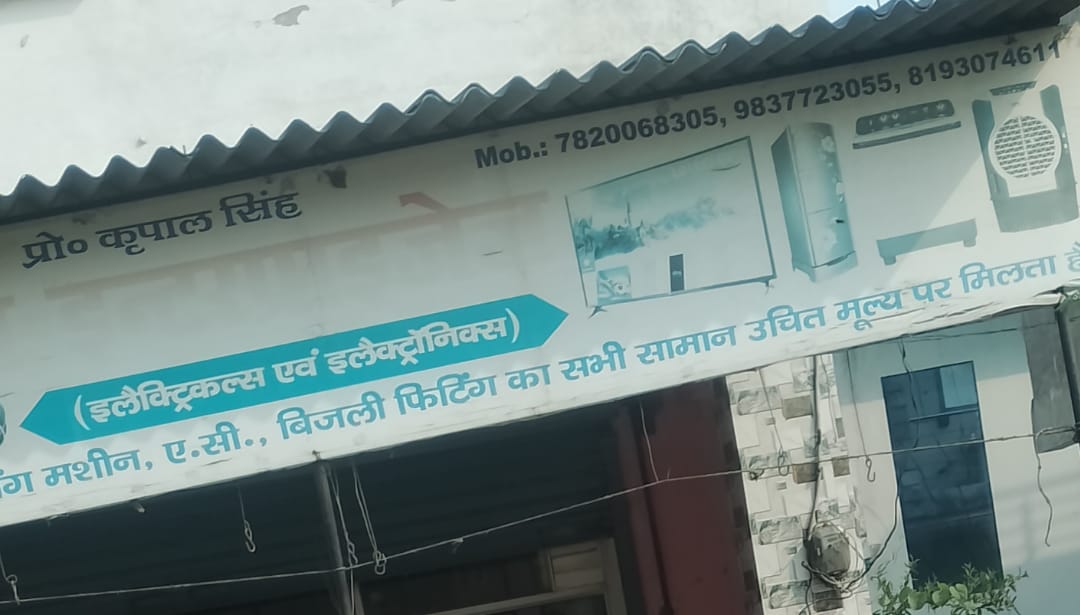 Mob.: 7820068305, 9837723055, 8193074611
प्रो० कृपाल सिंह
(इलैक्ट्रिकल्स एवं इलैक्ट्रॉनिक्स)
मशीन, ए.सी., बिजली फिटिंग का सभी सामान उचित मूल्य पर मिलता है